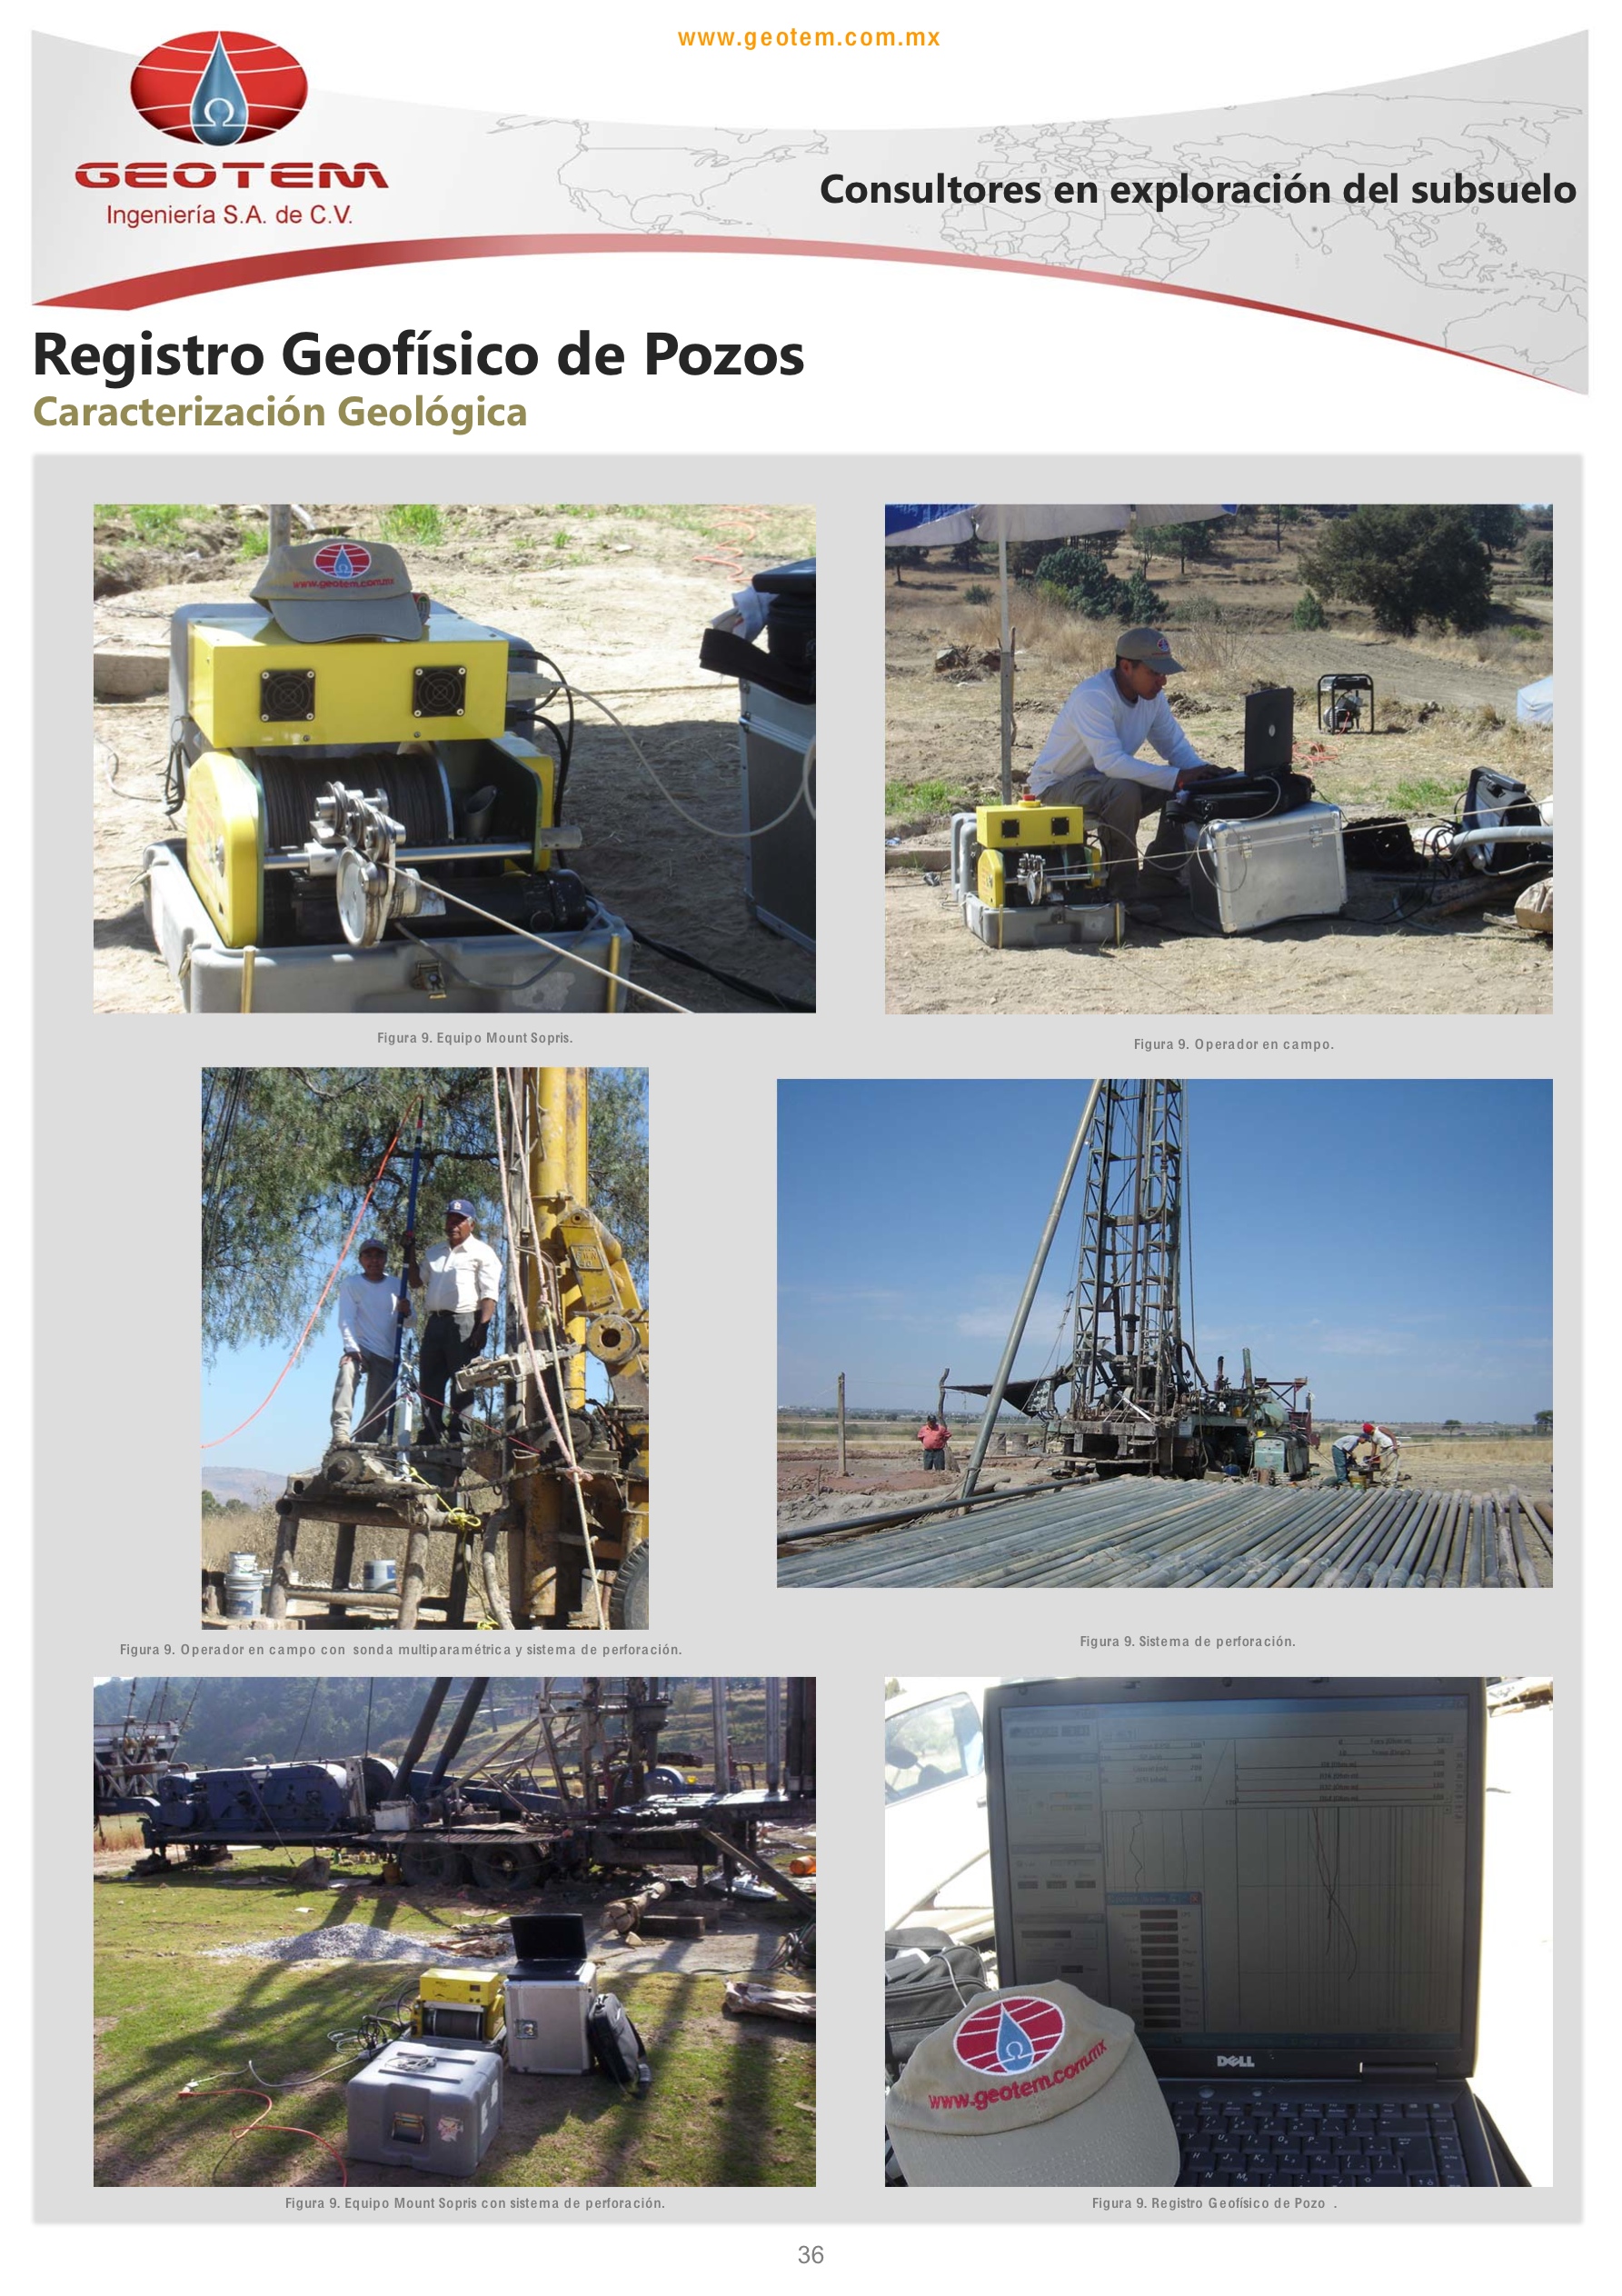 www.geotem.com.mx
GEOTEM
Ingeniería S.A. de C.V.
Consultores en exploración del subsuelo
Registro Geofísico de Pozos
Caracterización Geológica
www.geotem.com.mx
Figura 9. Equipo Mount Sopris.
Figura 9. Operador en campo.
Figura 9. Operador en campo con sonda multiparamétrica y sistema de perforación.
Figura 9. Sistema de perforación.
DELL
www.geotem.com.mx
Figura 9. Equipo Mount Sopris con sistema de perforación.
Figura 9. Registro Geofísico de Pozo .
36